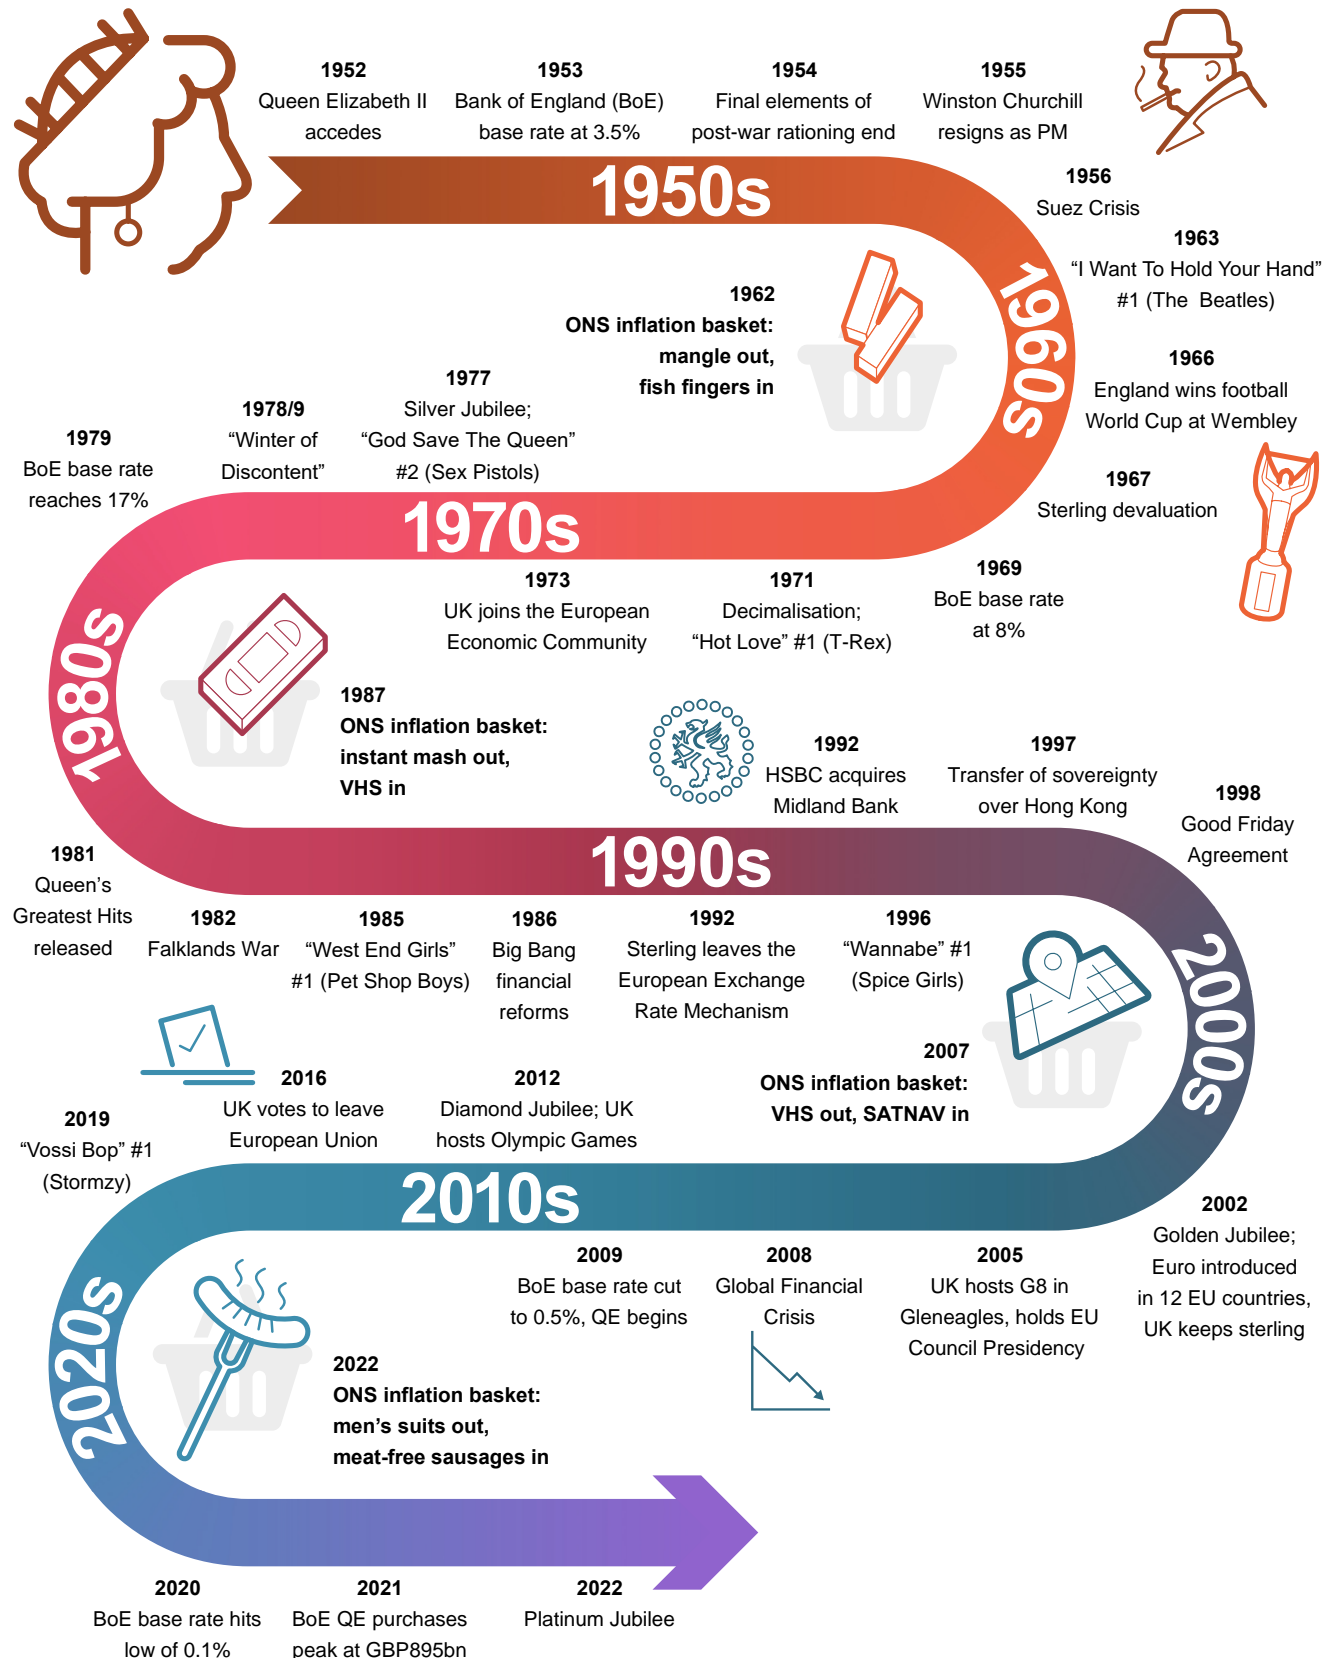 1952
Queen Elizabeth II
accedes
1953
Bank of England (BoE)
base rate at 3.5%
1954
Final elements of
post-war rationing end
1955
Winston Churchill
resigns as PM
1950s
1956
Suez Crisis
1962
ONS inflation basket:
mangle out,
fish fingers in
1960s
1963
“I Want To Hold Your Hand”
#1 (The Beatles)
1966
England wins football
World Cup at Wembley
1967
Sterling devaluation
1969
BoE base rate
at 8%
1970s
1971
Decimalisation;
“Hot Love” #1 (T-Rex)
1973
UK joins the European
Economic Community
1977
Silver Jubilee;
“God Save The Queen”
#2 (Sex Pistols)
1978/9
“Winter of
Discontent”
1979
BoE base rate
reaches 17%
1980s
1987
ONS inflation basket:
instant mash out,
VHS in
1981
Queen’s
Greatest Hits
released
1982
Falklands War
1985
“West End Girls”
#1 (Pet Shop Boys)
1986
Big Bang
financial
reforms
1990s
1992
HSBC acquires
Midland Bank
1992
Sterling leaves the
European Exchange
Rate Mechanism
1996
“Wannabe” #1
(Spice Girls)
1997
Transfer of sovereignty
over Hong Kong
1998
Good Friday
Agreement
2000s
2007
ONS inflation basket:
VHS out, SATNAV in
2002
Golden Jubilee;
Euro introduced
in 12 EU countries,
UK keeps sterling
2005
UK hosts G8 in
Gleneagles, holds EU
Council Presidency
2008
Global Financial
Crisis
2009
BoE base rate cut
to 0.5%, QE begins
2010s
2012
Diamond Jubilee; UK
hosts Olympic Games
2016
UK votes to leave
European Union
2019
“Vossi Bop” #1
(Stormzy)
2020s
2022
ONS inflation basket:
men’s suits out,
meat-free sausages in
2020
BoE base rate hits
low of 0.1%
2021
BoE QE purchases
peak at GBP895bn
2022
Platinum Jubilee